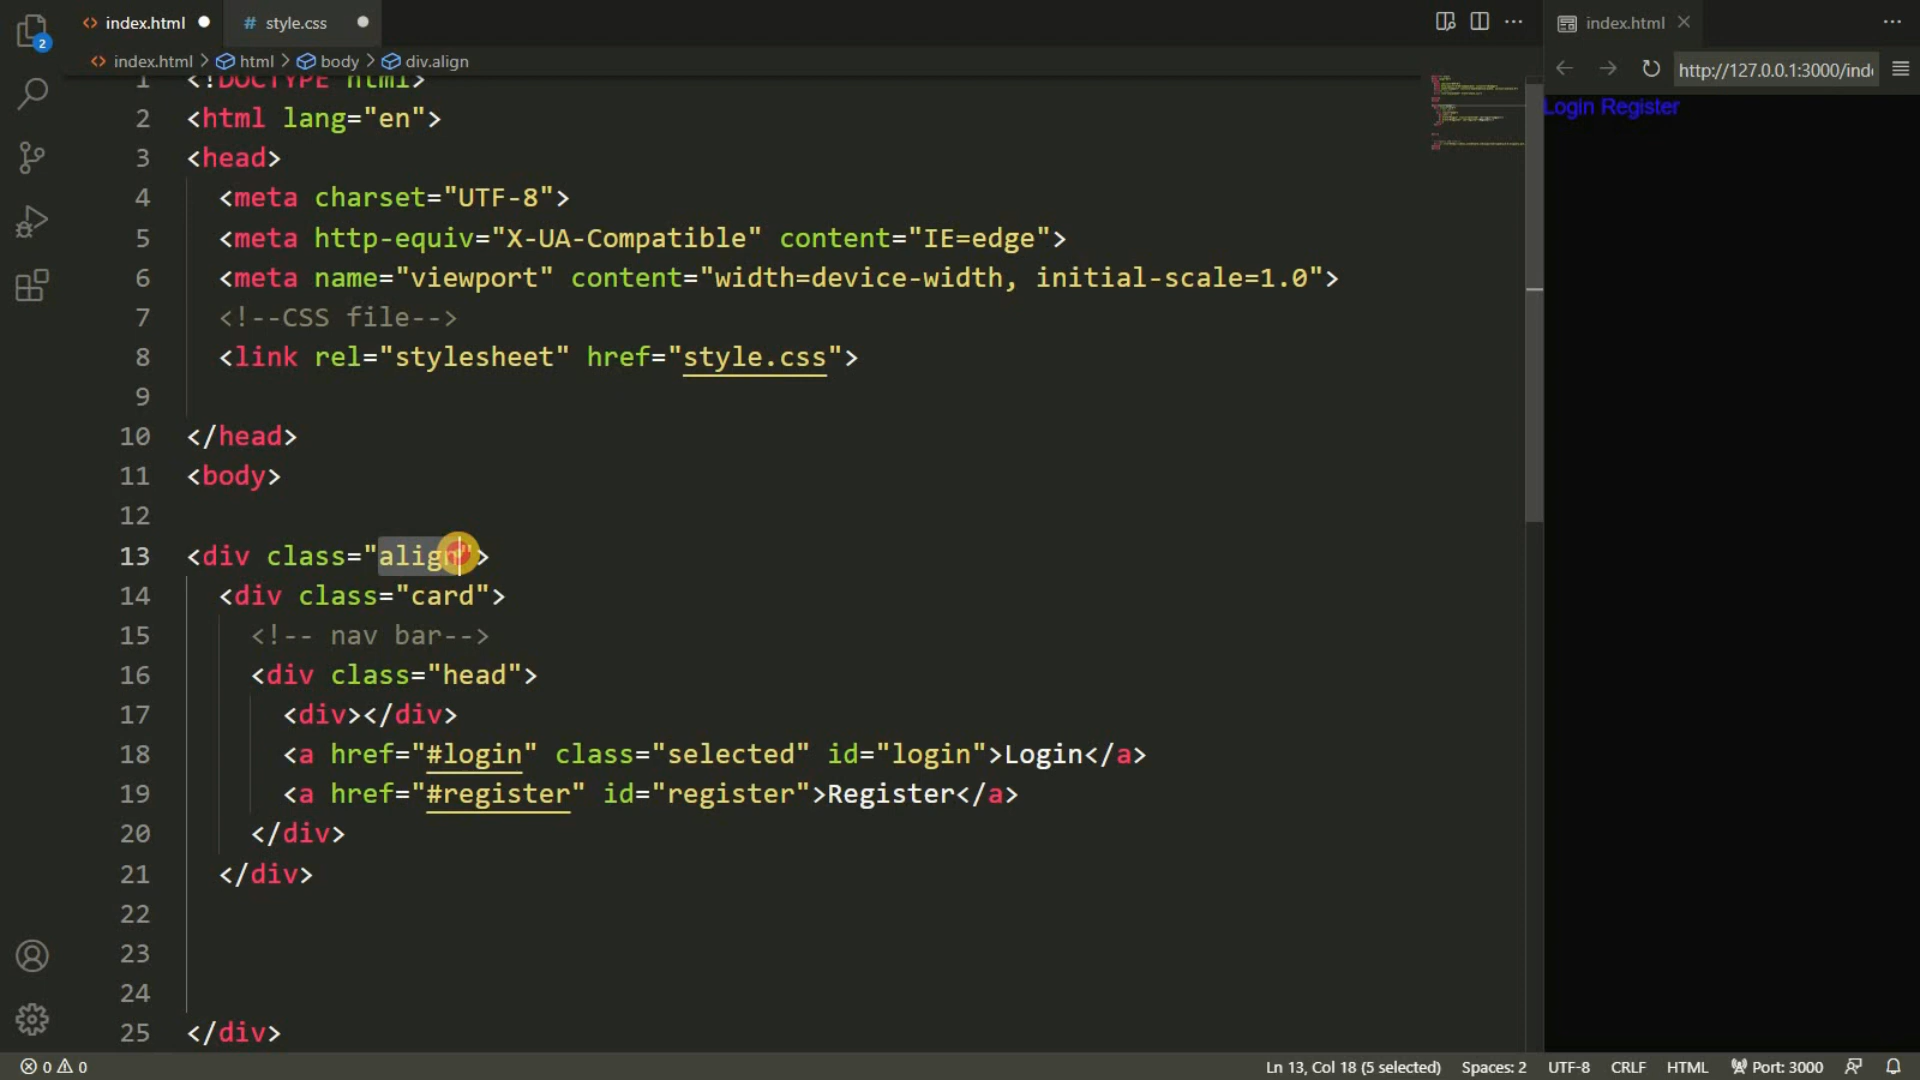 index.html
# style.css
index.html
2
index.html > html > body > div.align
http://127.0.0.1:3000/ind
Login Register
1 <!DOCTYPE html>
2 <html lang="en">
3 <head>
4 <meta charset="UTF-8">
5 <meta http-equiv="X-UA-Compatible" content="IE=edge">
6 <meta name="viewport" content="width=device-width, initial-scale=1.0">
7 <!--CSS file-->
8 <link rel="stylesheet" href="style.css">
9
10 </head>
11 <body>
12
13 <div class="align">
14 <div class="card">
15 <!-- nav bar-->
16 <div class="head">
17 <div></div>
18 <a href="#login" class="selected" id="login">Login</a>
19 <a href="#register" id="register">Register</a>
20 </div>
21 </div>
22
23
24
25 </div>
0 0 Ln 13, Col 18 (5 selected) Spaces: 2 UTF-8 CRLF HTML Port: 3000